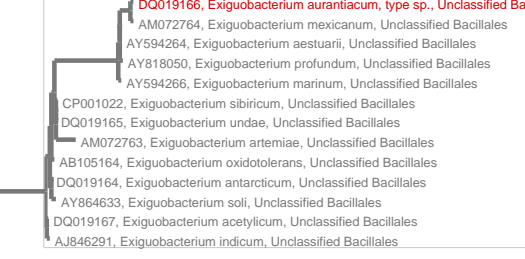 DQ019166, Exiguobacterium aurantiacum, type sp., Unclassified Ba
AM072764, Exiguobacterium mexicanum, Unclassified Bacillales
AY594264, Exiguobacterium aestuarii, Unclassified Bacillales
AY818050, Exiguobacterium profundum, Unclassified Bacillales
AY594266, Exiguobacterium marinum, Unclassified Bacillales
CP001022, Exiguobacterium sibiricum, Unclassified Bacillales
DQ019165, Exiguobacterium undae, Unclassified Bacillales
AM072763, Exiguobacterium artemiae, Unclassified Bacillales
AB105164, Exiguobacterium oxidotolerans, Unclassified Bacillales
DQ019164, Exiguobacterium antarcticum, Unclassified Bacillales
AY864633, Exiguobacterium soli, Unclassified Bacillales
DQ019167, Exiguobacterium acetylicum, Unclassified Bacillales
AJ846291, Exiguobacterium indicum, Unclassified Bacillales